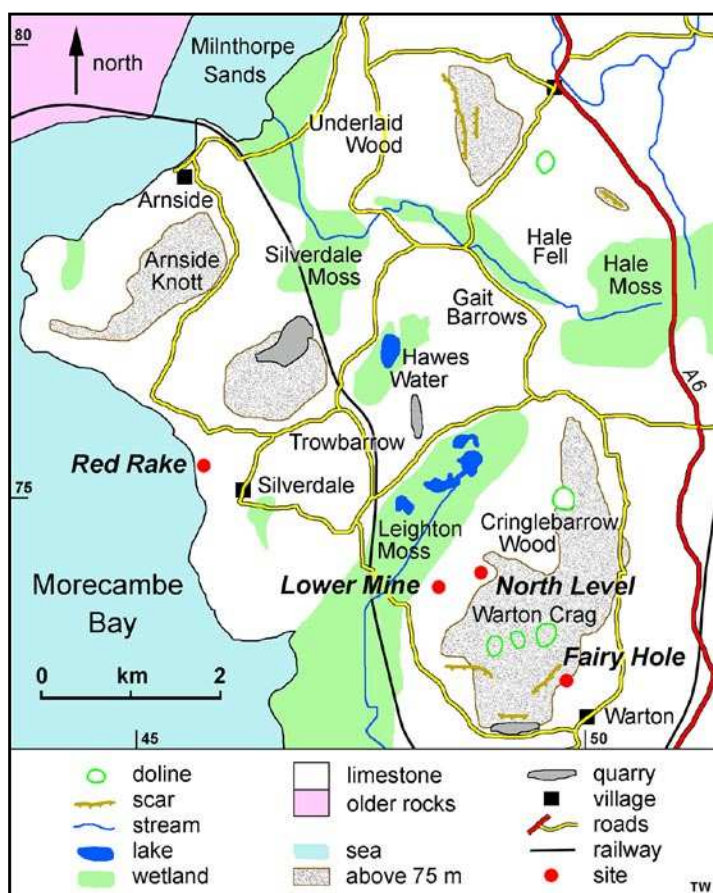 80
north
Milnthorpe
Sands
Underlaid
Wood
Arnside
Arnside
Knott
Silverdale
Moss
Hale
Fell
Hale
Moss
Gait
Barrows
Hawes
Water
A6
Red Rake
Trowbarrow
75
Silverdale
Cringlebarrow
Wood
Leighton
Moss
Lower Mine
North Level
Morecambe
Bay
Warton Crag
Fairy Hole
0 km 2
Warton
45
50
doline
scar
stream
lake
wetland
limestone
older rocks
sea
above 75 m
quarry
village
roads
railway
site
TW